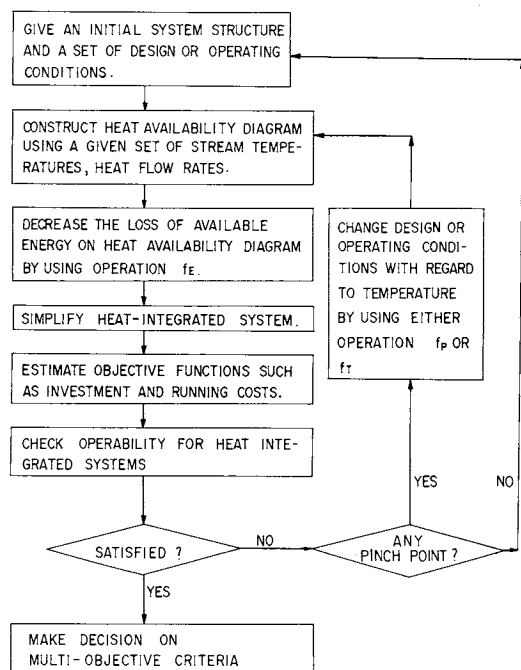 GIVE AN INITIAL SYSTEM STRUCTURE
AND A SET OF DESIGN OR OPERATING
CONDITIONS.
CONSTRUCT HEAT AVAILABILITY DIAGRAM
USING A GIVEN SET OF STREAM TEMPE-
RATURES, HEAT FLOW RATES.
DECREASE THE LOSS OF AVAILABLE
ENERGY ON HEAT AVAILABILITY DIAGRAM
BY USING OPERATION fE.
SIMPLIFY HEAT-INTEGRATED SYSTEM.
ESTIMATE OBJECTIVE FUNCTIONS SUCH
AS INVESTMENT AND RUNNING COSTS.
CHECK OPERABILITY FOR HEAT INTE-
GRATED SYSTEMS
CHANGE DESIGN OR
OPERATING CONDI-
TIONS WITH REGARD
TO TEMPERATURE
BY USING EITHER
OPERATION fP OR
fT
YES
NO
SATISFIED ?
NO
ANY
PINCH POINT ?
YES
MAKE DECISION ON
MULTI-OBJECTIVE CRITERIA